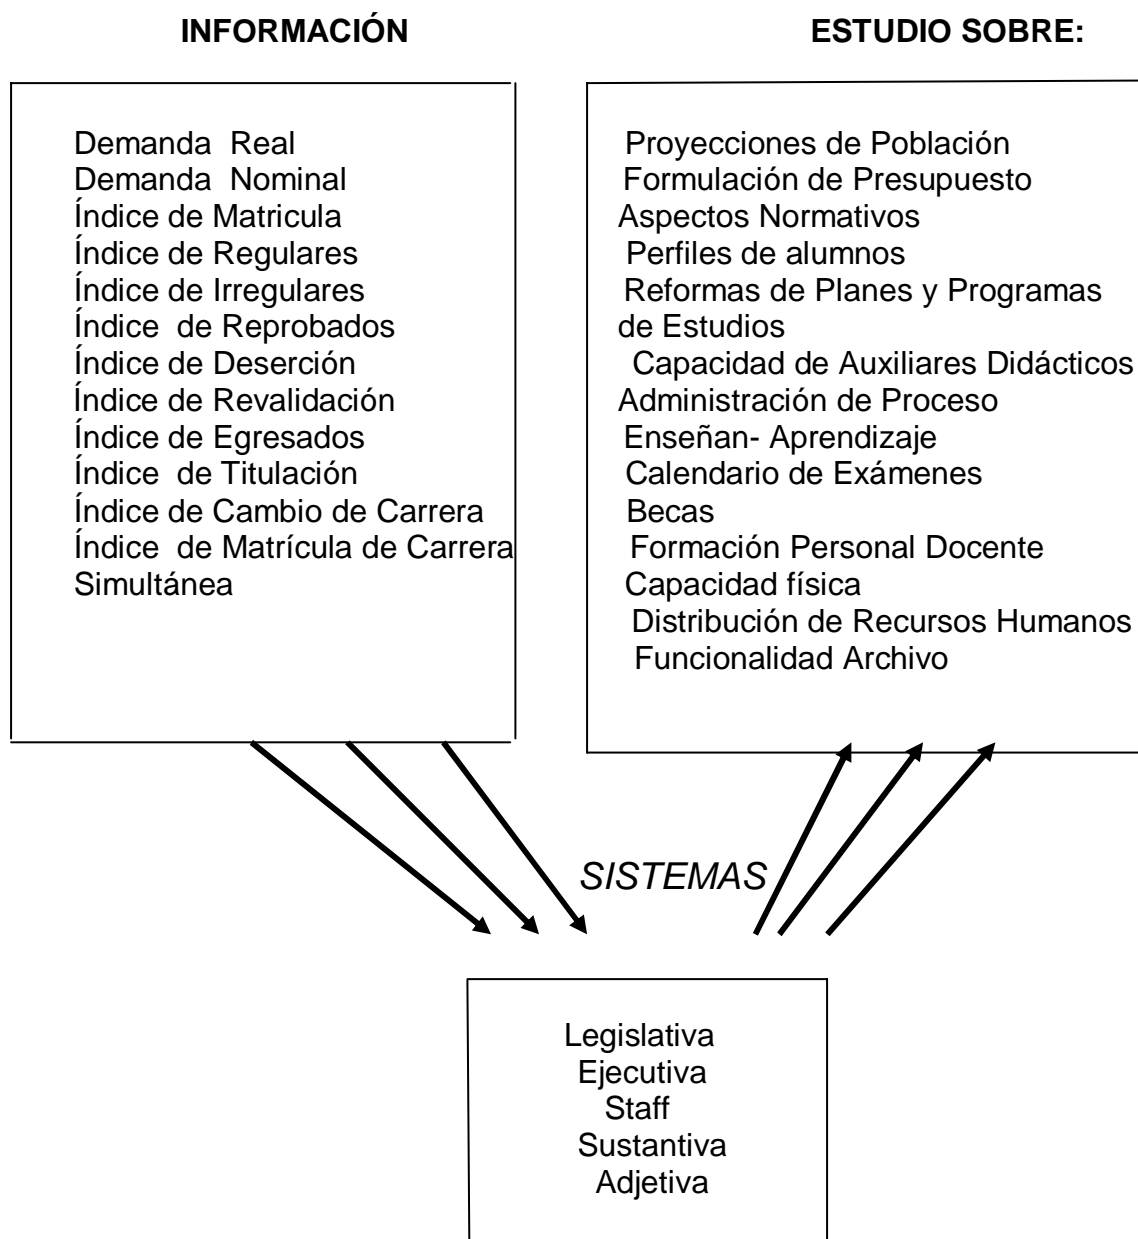 INFORMACIÓN
Demanda Real
Demanda Nominal
Índice de Matricula
Índice de Regulares
Índice de Irregulares
Índice de Reprobados
Índice de Deserción
Índice de Revalidación
Índice de Egresados
Índice de Titulación
Índice de Cambio de Carrera
Índice de Matrícula de Carrera
Simultánea
ESTUDIO SOBRE:
Proyecciones de Población
Formulación de Presupuesto
Aspectos Normativos
Perfiles de alumnos
Reformas de Planes y Programas
de Estudios
Capacidad de Auxiliares Didácticos
Administración de Proceso
Enseñan- Aprendizaje
Calendario de Exámenes
Becas
Formación Personal Docente
Capacidad física
Distribución de Recursos Humanos
Funcionalidad Archivo
SISTEMAS
Legislativa
Ejecutiva
Staff
Sustantiva
Adjetiva